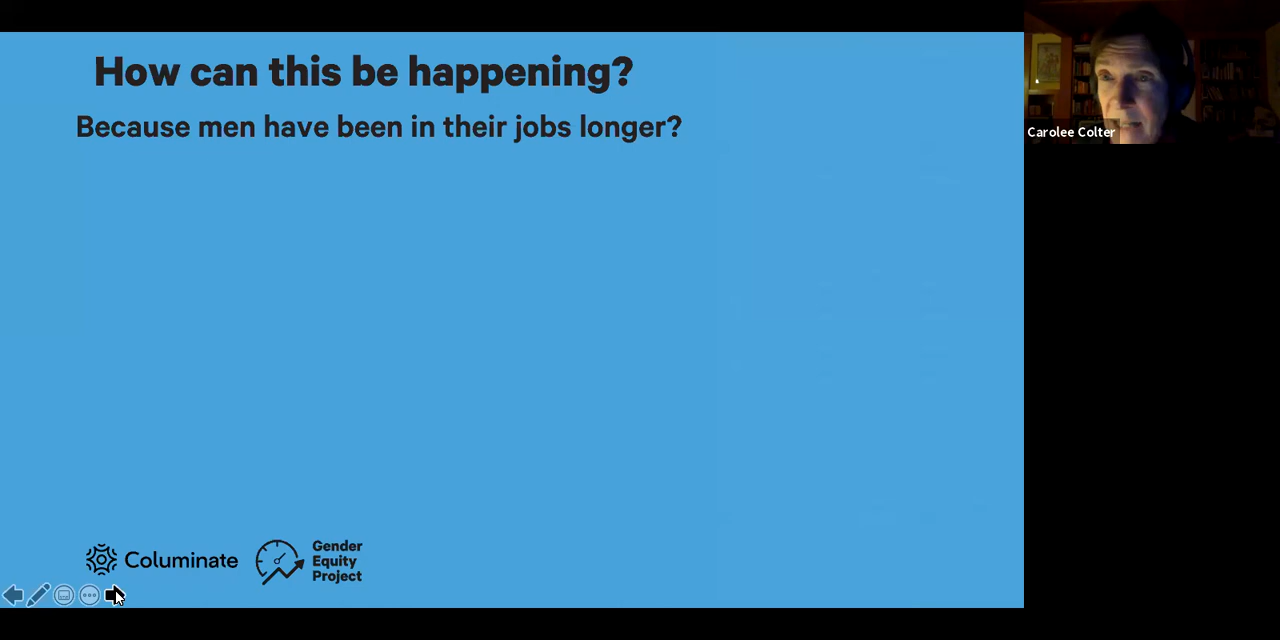 How can this be happening?
Because men have been in their jobs longer?
Carolee Colter
Columinate
Gender
Equity
Project